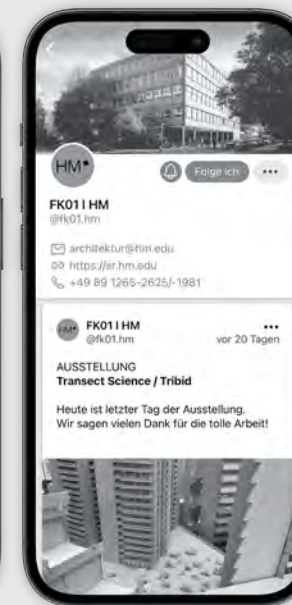 HM•
Folge ich
FK01 | HM
@fk01.hm
architektur@hm.edu
https://ar.hm.edu
+49 89 1265-2625/-1981
HM•
FK01 | HM
@fk01.hm
vor 20 Tagen
AUSSTELLUNG
Transect Science / Tribid
Heute ist letzter Tag der Ausstellung.
Wir sagen vielen Dank für die tolle Arbeit!